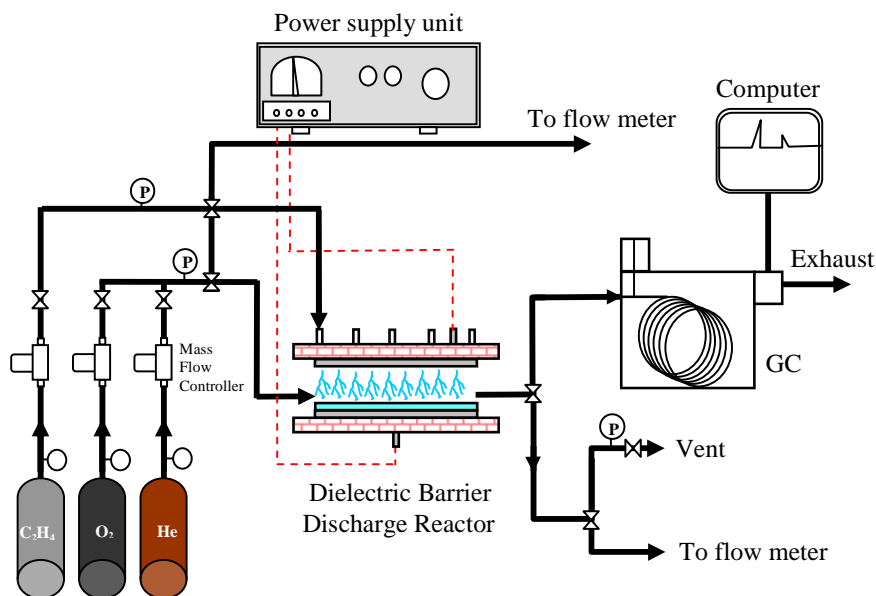 Power supply unit
Computer
To flow meter
P
P
Exhaust
Mass
Flow
Controller
GC
P
Vent
Dielectric Barrier
Discharge Reactor
C₂H₄
O₂
He
To flow meter